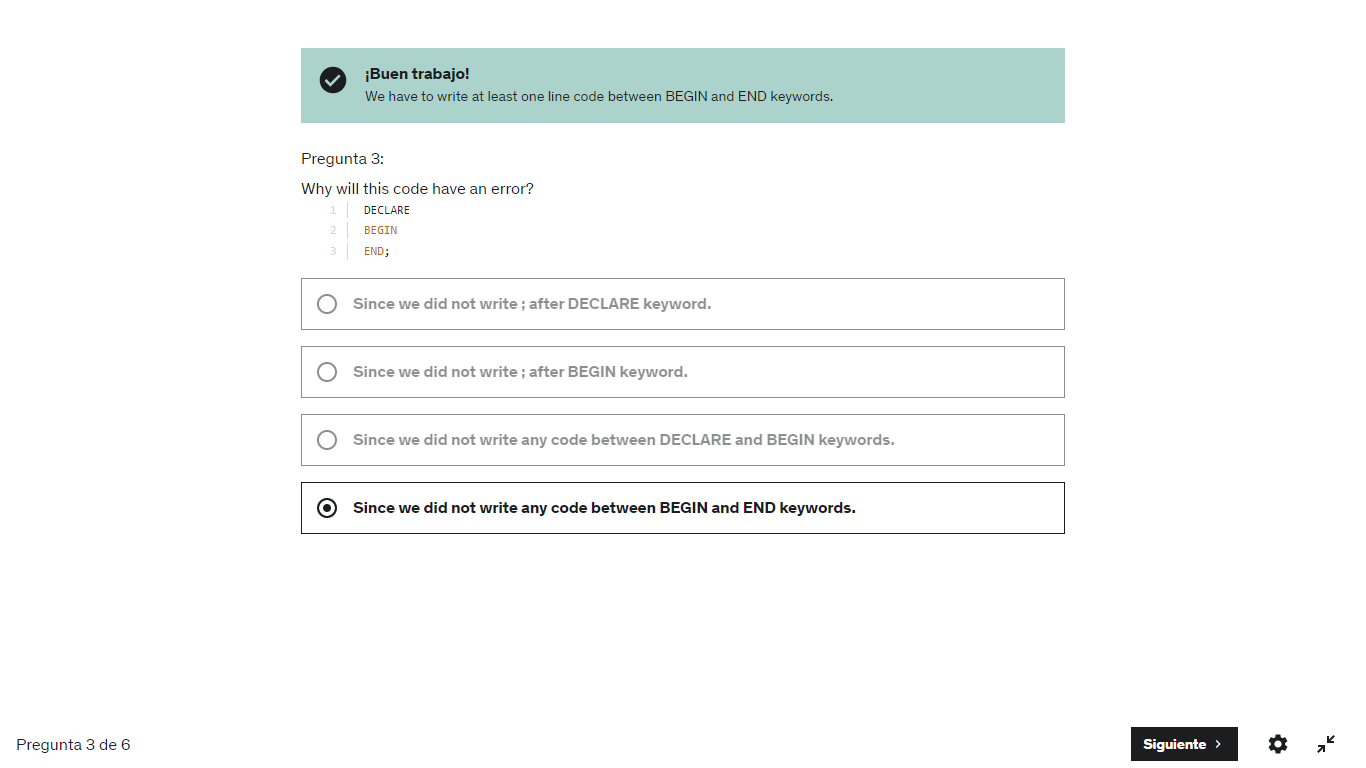 ¡Buen trabajo!
We have to write at least one line code between BEGIN and END keywords.
Pregunta 3:
Why will this code have an error?
1 DECLARE
2 BEGIN
3 END;
Since we did not write ; after DECLARE keyword.
Since we did not write ; after BEGIN keyword.
Since we did not write any code between DECLARE and BEGIN keywords.
Since we did not write any code between BEGIN and END keywords.
Pregunta 3 de 6
Siguiente